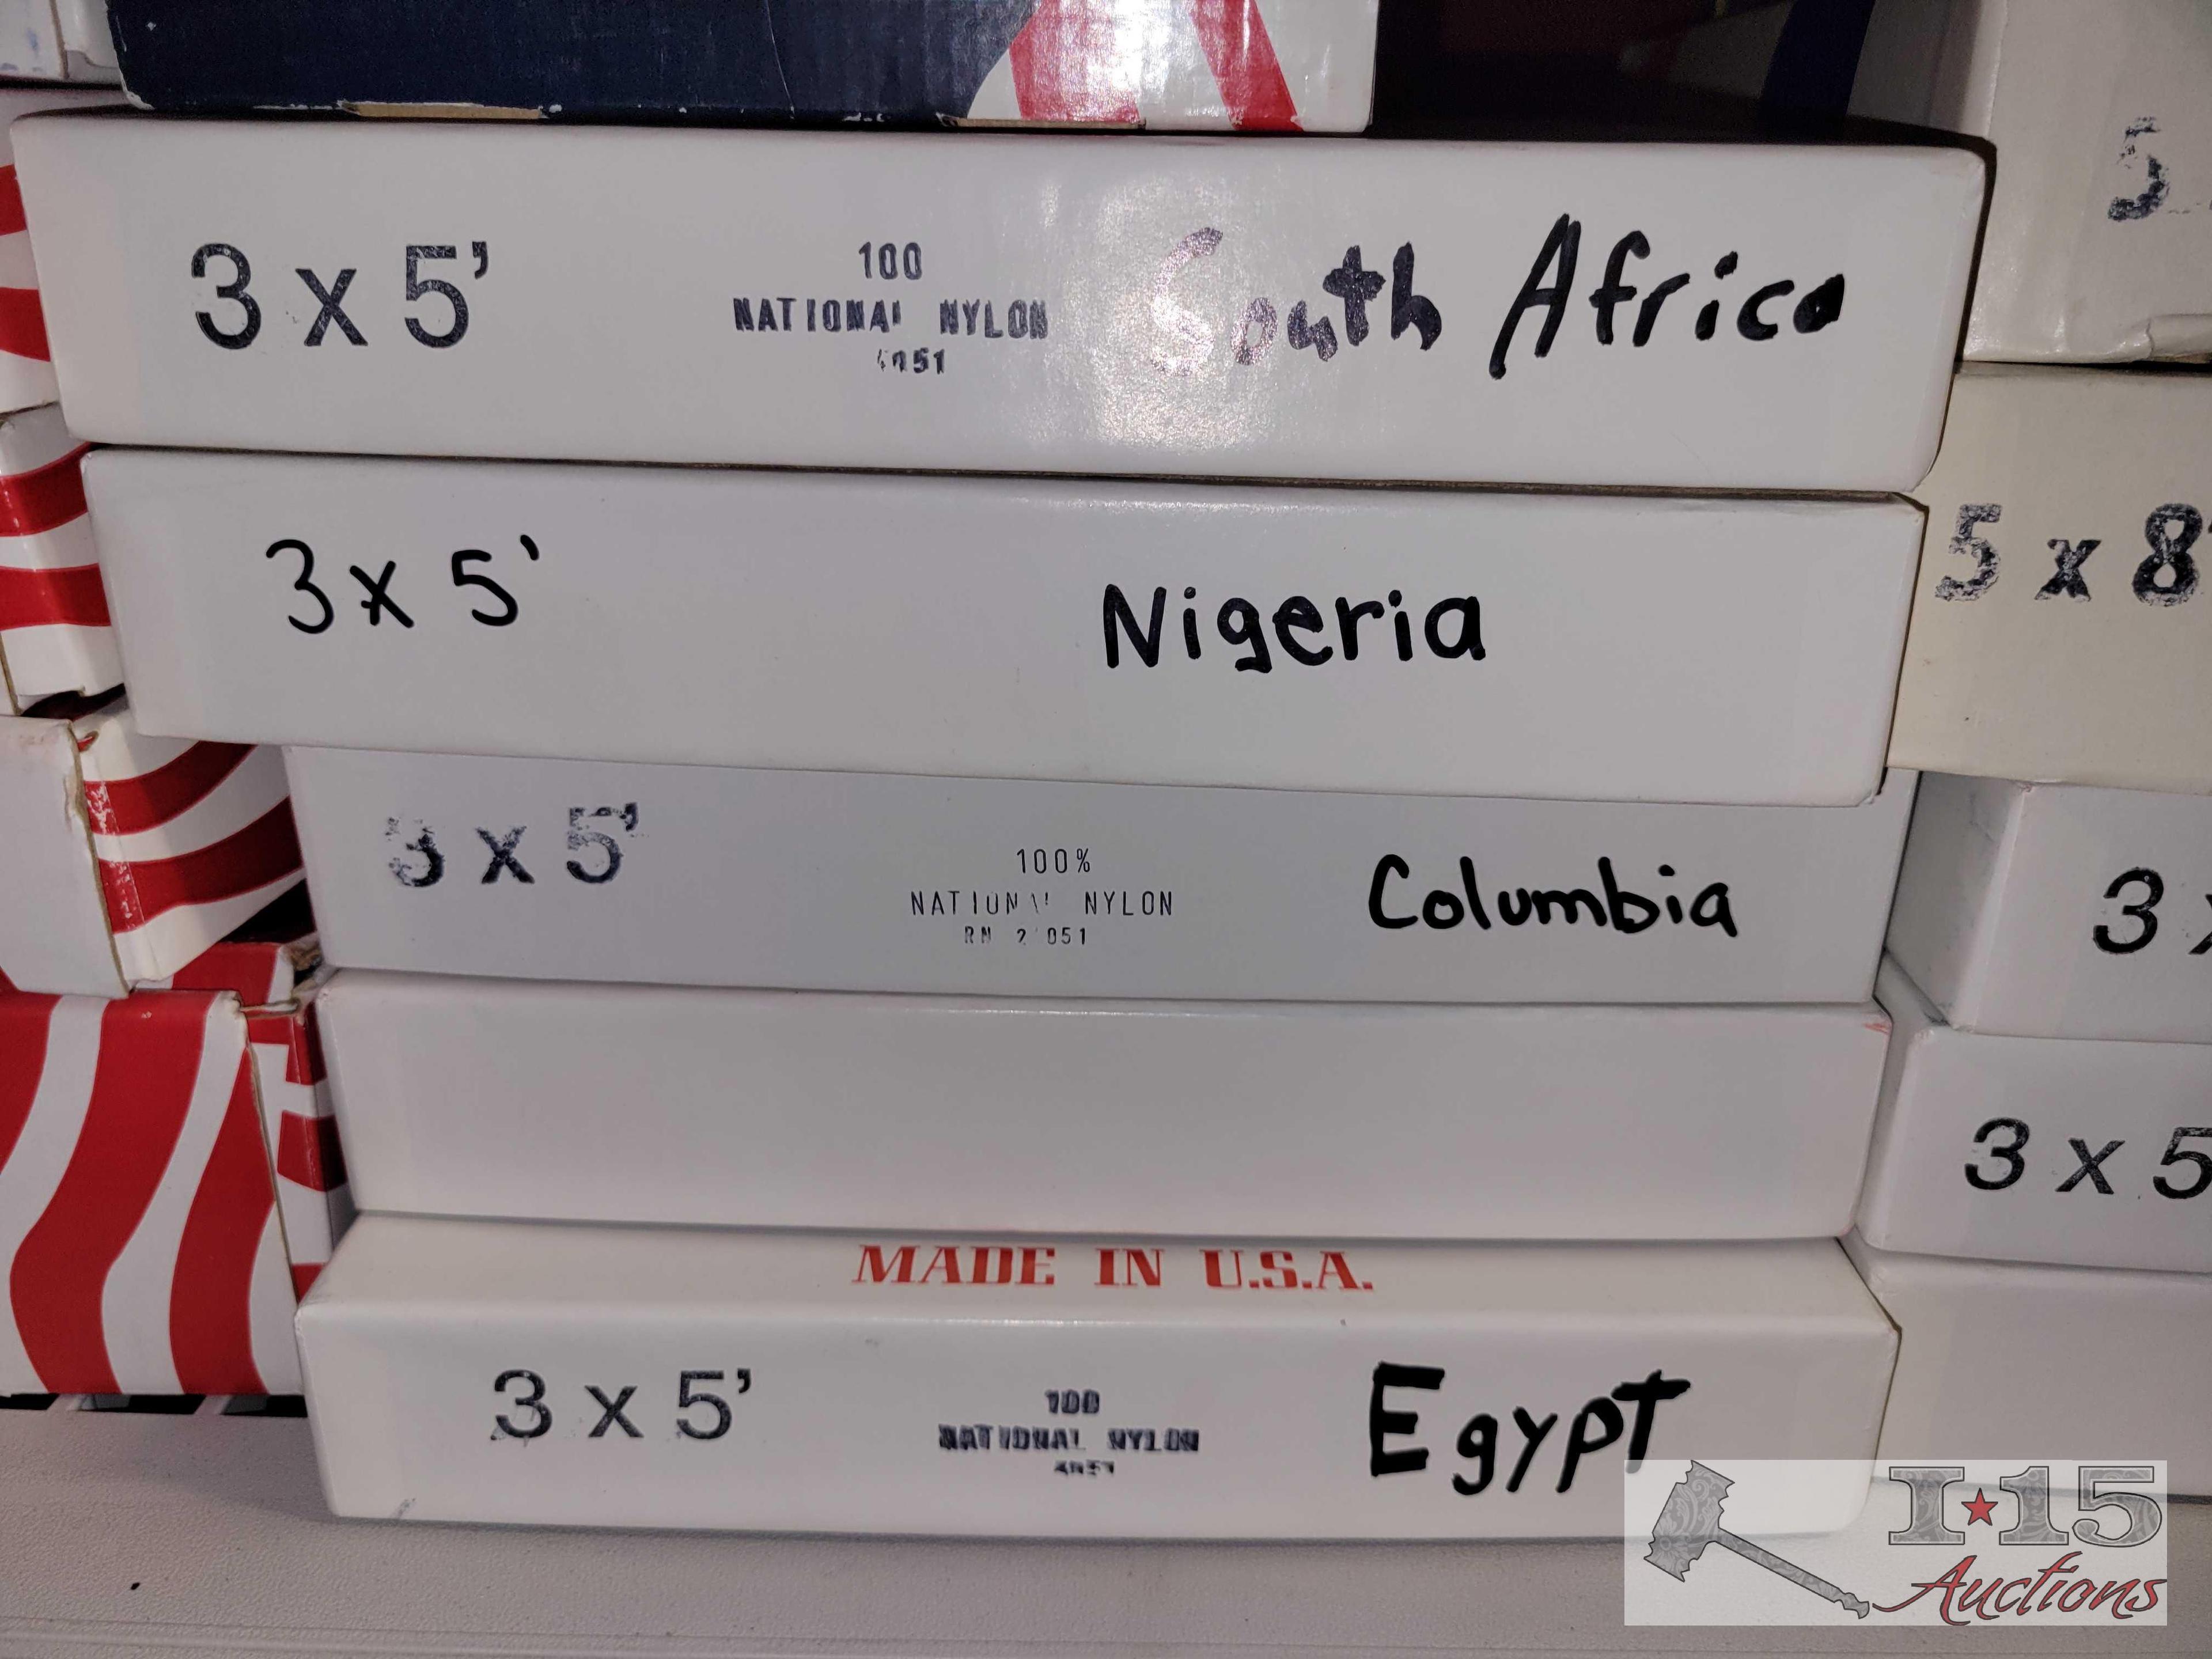 3 x 5'
100
NATIONAL NYLON
South Africa
3 x 5'
Nigeria
3 x 5'
100%
NATIONAL NYLON
Columbia
MADE IN U.S.A.
3 x 5'
100
NATIONAL NYLON
Egypt
5
5 x 8'
3 x
3 x 5
I★15
Auctions